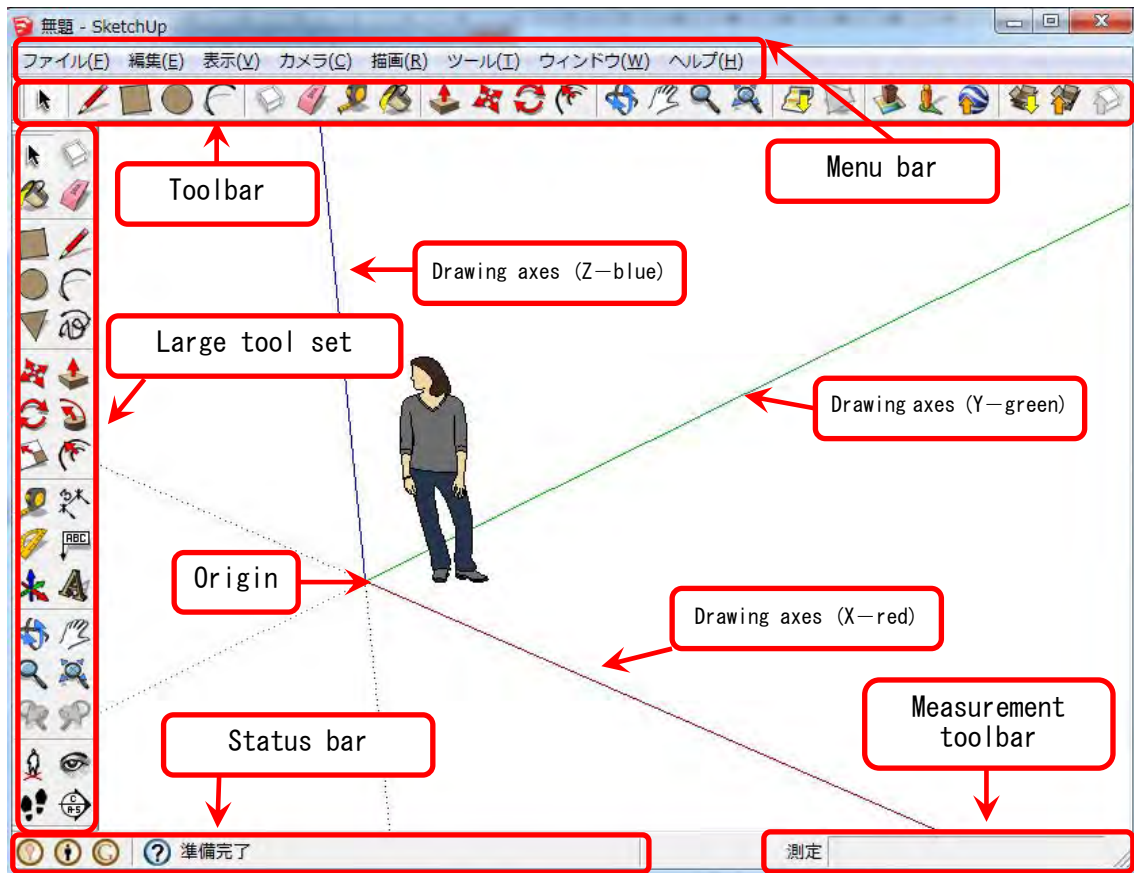 無題 - SketchUp
ファイル(F) 編集(E) 表示(V) カメラ(C) 描画(R) ツール(T) ウィンドウ(W) ヘルプ(H)
Menu bar
Toolbar
Drawing axes (Z－blue)
Large tool set
Drawing axes (Y－green)
ABC
Origin
Drawing axes (X－red)
Measurement
toolbar
Status bar
C
A-5
準備完了
測定